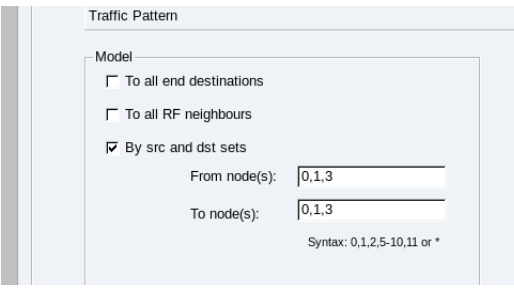 Traffic Pattern
Model
To all end destinations
To all RF neighbours
By src and dst sets
From node(s): 0,1,3
To node(s): 0,1,3
Syntax: 0,1,2,5-10,11 or *